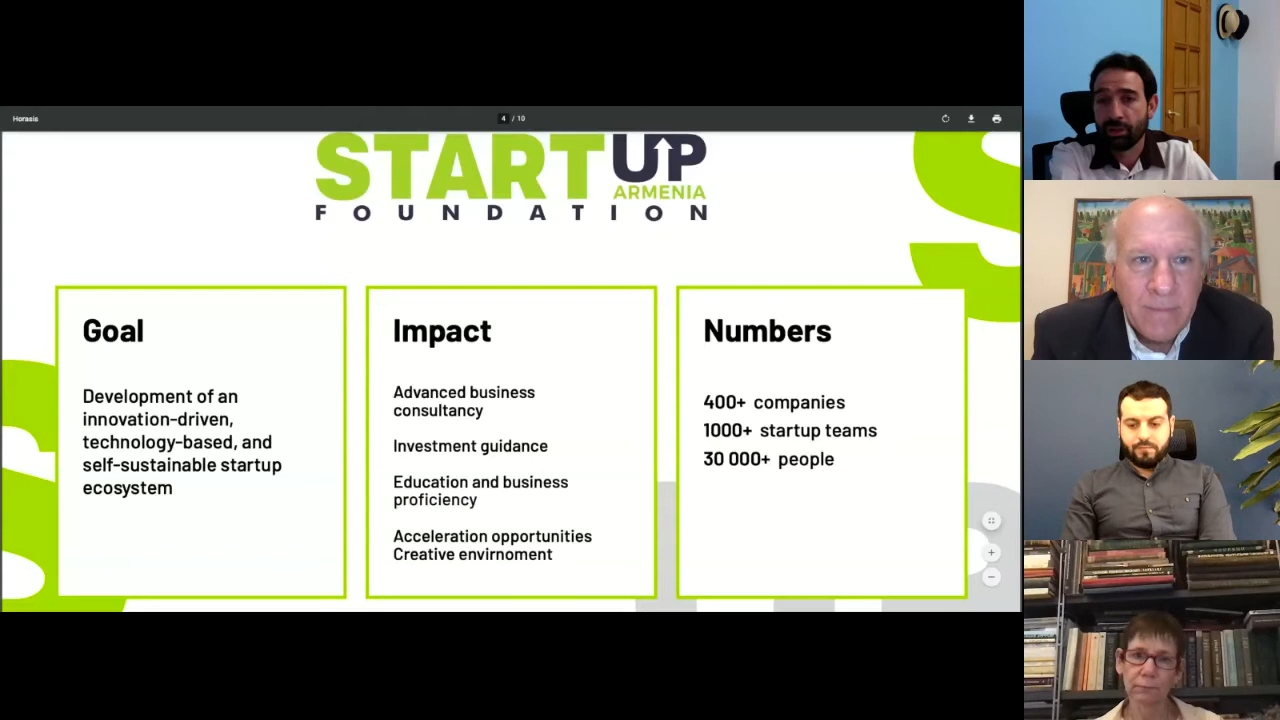 Horasis
4 / 10
STARTUP
ARMENIA
FOUNDATION
Goal
Development of an
innovation-driven,
technology-based, and
self-sustainable startup
ecosystem
Impact
Advanced business
consultancy
Investment guidance
Education and business
proficiency
Acceleration opportunities
Creative envirnoment
Numbers
400+ companies
1000+ startup teams
30 000+ people